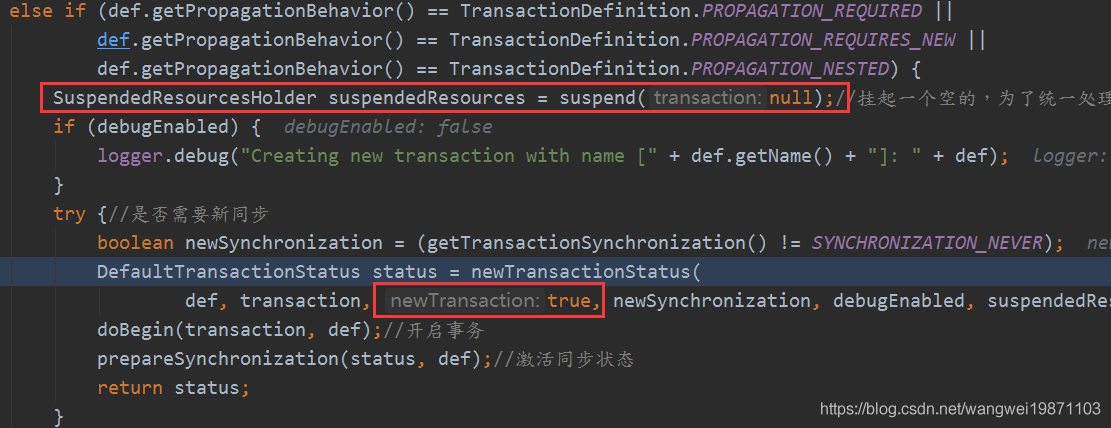 else if (def.getPropagationBehavior() == TransactionDefinition.PROPAGATION_REQUIRED ||
def.getPropagationBehavior() == TransactionDefinition.PROPAGATION_REQUIRES_NEW ||
def.getPropagationBehavior() == TransactionDefinition.PROPAGATION_NESTED) {
SuspendedResourcesHolder suspendedResources = suspend( transaction: null);//挂起一个空的，为了统一处理
if (debugEnabled) { debugEnabled: false
logger.debug("Creating new transaction with name [" + def.getName() + "]: " + def); logger:
}
try {//是否需要新同步
boolean newSynchronization = (getTransactionSynchronization() != SYNCHRONIZATION_NEVER); ne
DefaultTransactionStatus status = newTransactionStatus(
def, transaction, newTransaction: true, newSynchronization, debugEnabled, suspendedRes
doBegin(transaction, def);//开启事务
prepareSynchronization(status, def);//激活同步状态
return status;
}
https://blog.csdn.net/wangwei19871103